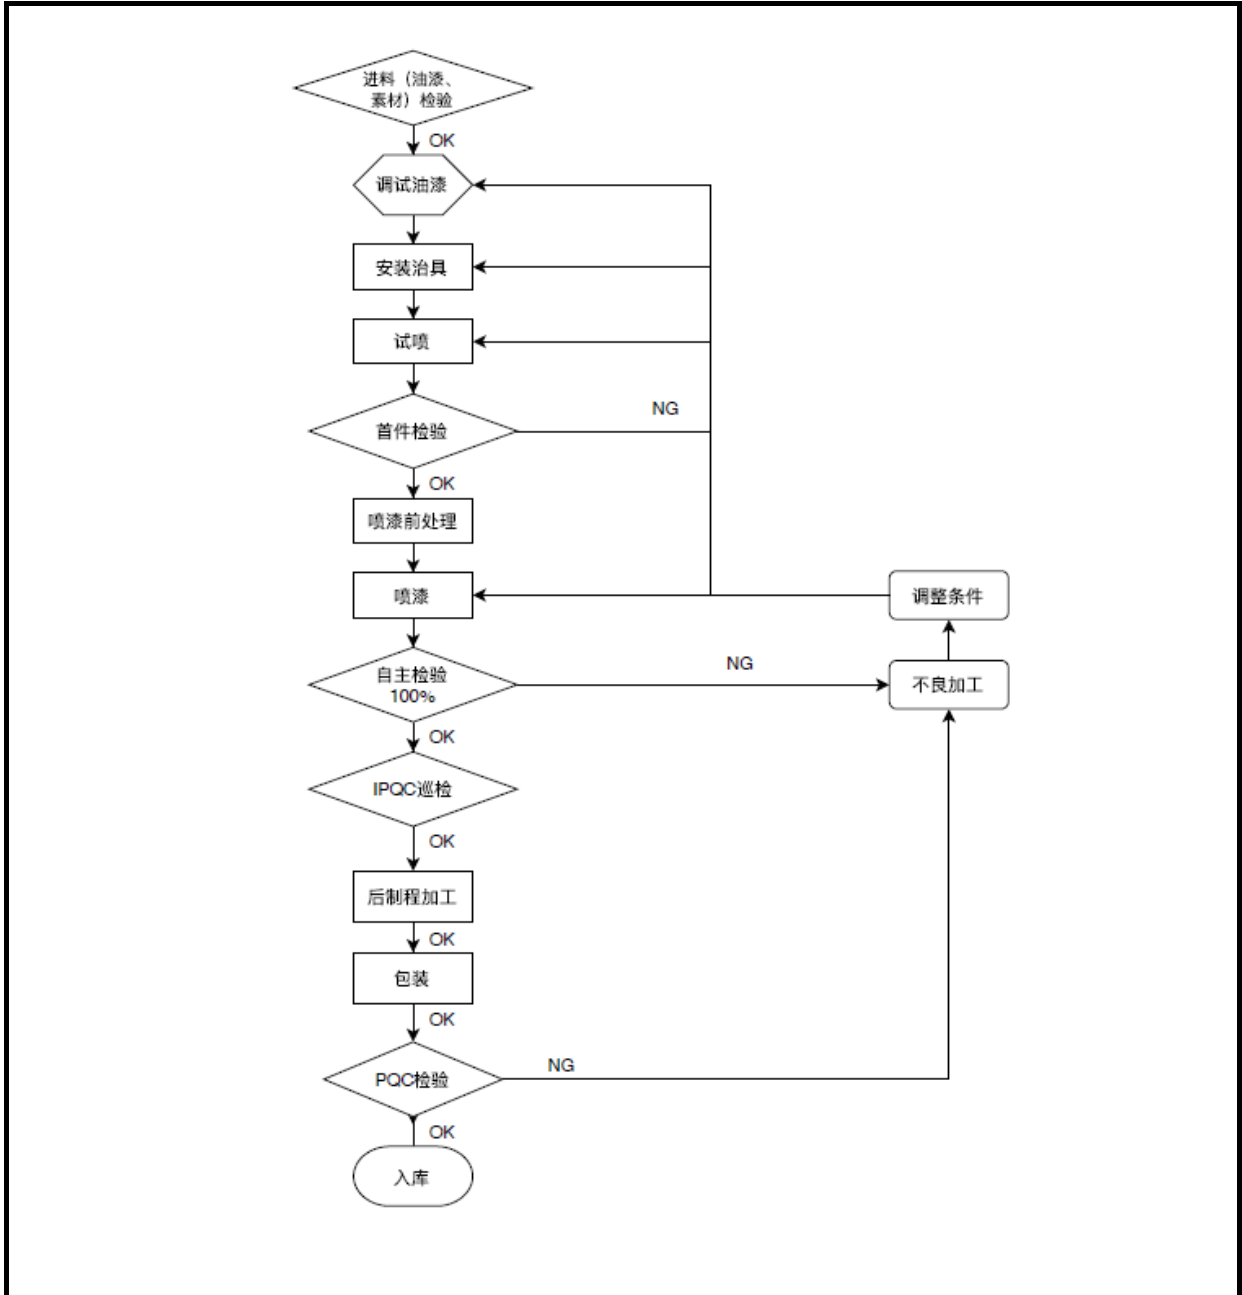 进料（油漆、
素材）检验
OK
调试油漆
安装治具
试喷
NG
首件检验
OK
喷漆前处理
喷漆
调整条件
NG
自主检验
100%
不良加工
OK
IPQC巡检
OK
后制程加工
OK
包装
OK
NG
PQC检验
OK
入库